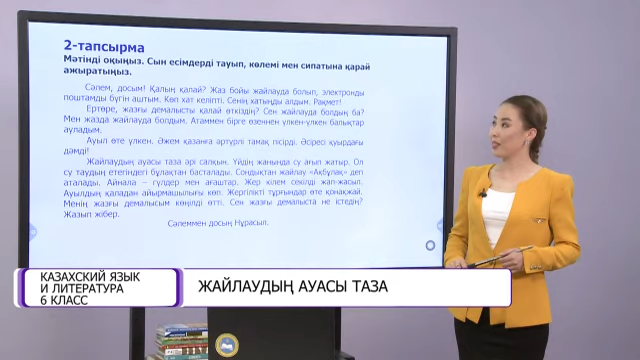 2-тапсырма
Мәтінді оқыңыз. Сын есімдерді тауып, көлемі мен сипатына қарай
ажыратыңыз.
Сәлем, досым! Қалың қалай? Жаз бойы жайлауда болып, электронды
поштамды бүгін аштым. Көп хат келіпті. Сенің хатыңды алдым. Рақмет!
Ертөре, жазғы демалысты қалай өткіздің? Сен жайлауда болдың ба?
Мен жазда жайлауда болдым. Атаммен бірге өзеннен үлкен-үлкен балықтар
ауладым.
Ауыл өте үлкен. Әжем қазанға әртүрлі тамақ пісірді. Әсіресе қуырдағы
дәмді!
Жайлаудың ауасы таза әрі салқын. Үйдің жанында су ағып жатыр. Ол
су таудың етегіндегі бұлақтан басталады. Сондықтан жайлау «Ақбұлақ» деп
аталады. Айнала – гүлдер мен ағаштар. Жер кілем секілді жап-жасыл.
Ауылдың қаладан айырмашылығы көп. Жергілікті тұрғындар өте қонақжай.
Менің жазғы демалысым көңілді өтті. Сен жазғы демалыста не істедің?
Жазып жібер.
Сәлеммен досың Нұрасыл.
КАЗАХСКИЙ ЯЗЫК
И ЛИТЕРАТУРА
6 КЛАСС
ЖАЙЛАУДЫҢ АУАСЫ ТАЗА